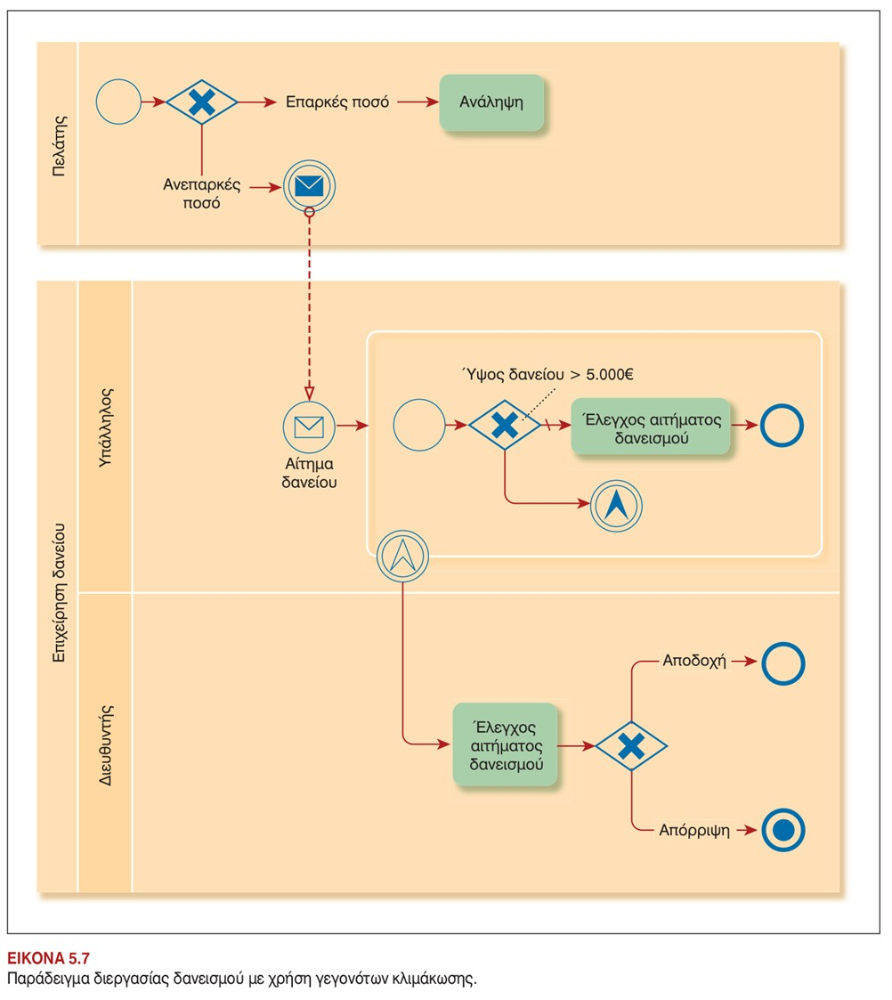 Πελάτης
Επαρκές ποσό
Ανάληψη
Ανεπαρκές
ποσό
Επιχείρηση δανείου
Υπάλληλος
Ύψος δανείου > 5.000€
Έλεγχος αιτήματος
δανεισμού
Αίτημα
δανείου
Διευθυντής
Αποδοχή
Έλεγχος
αιτήματος
δανεισμού
Απόρριψη
ΕΙΚΟΝΑ 5.7
Παράδειγμα διεργασίας δανεισμού με χρήση γεγονότων κλιμάκωσης.